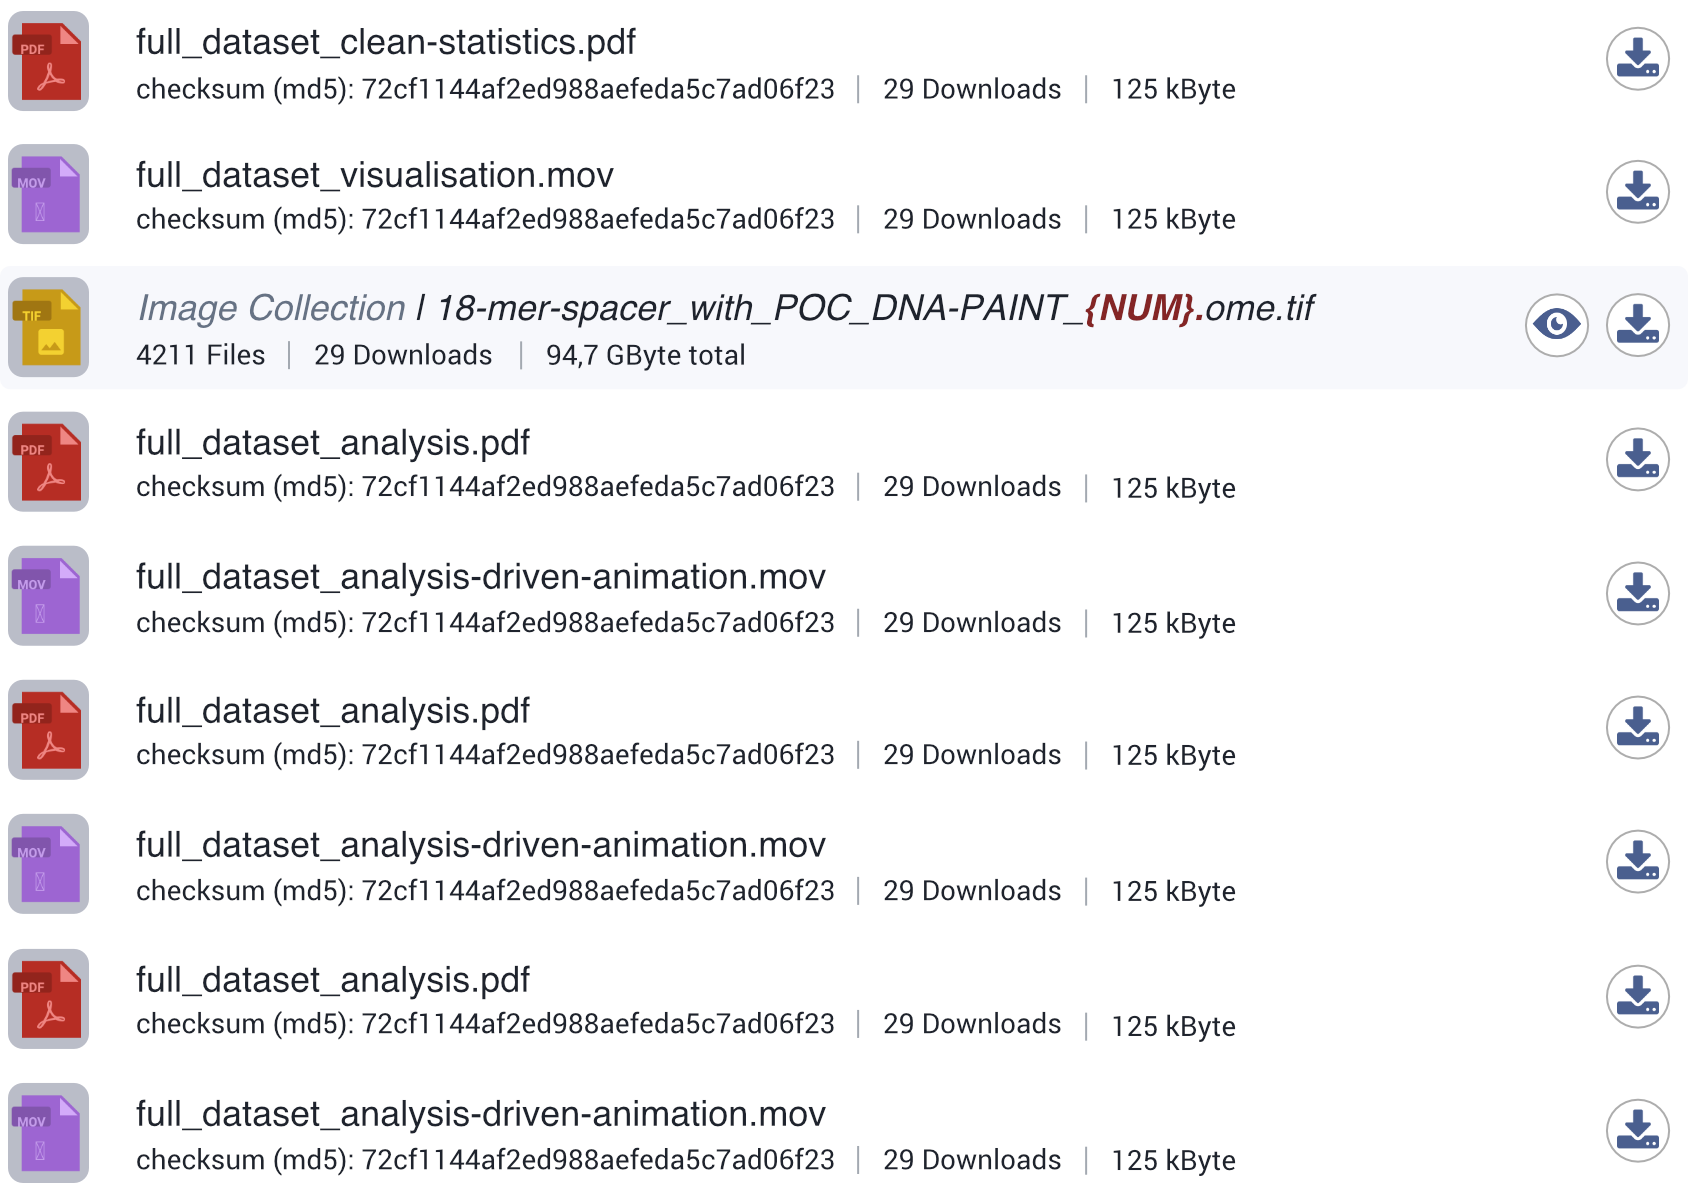 PDF
full_dataset_clean-statistics.pdf
checksum (md5): 72cf1144af2ed988aefeda5c7ad06f23 | 29 Downloads | 125 kByte
MOV
full_dataset_visualisation.mov
checksum (md5): 72cf1144af2ed988aefeda5c7ad06f23 | 29 Downloads | 125 kByte
TIF
Image Collection | 18-mer-spacer_with_POC_DNA-PAINT_{NUM}.ome.tif
4211 Files | 29 Downloads | 94,7 GByte total
PDF
full_dataset_analysis.pdf
checksum (md5): 72cf1144af2ed988aefeda5c7ad06f23 | 29 Downloads | 125 kByte
MOV
full_dataset_analysis-driven-animation.mov
checksum (md5): 72cf1144af2ed988aefeda5c7ad06f23 | 29 Downloads | 125 kByte
PDF
full_dataset_analysis.pdf
checksum (md5): 72cf1144af2ed988aefeda5c7ad06f23 | 29 Downloads | 125 kByte
MOV
full_dataset_analysis-driven-animation.mov
checksum (md5): 72cf1144af2ed988aefeda5c7ad06f23 | 29 Downloads | 125 kByte
PDF
full_dataset_analysis.pdf
checksum (md5): 72cf1144af2ed988aefeda5c7ad06f23 | 29 Downloads | 125 kByte
MOV
full_dataset_analysis-driven-animation.mov
checksum (md5): 72cf1144af2ed988aefeda5c7ad06f23 | 29 Downloads | 125 kByte